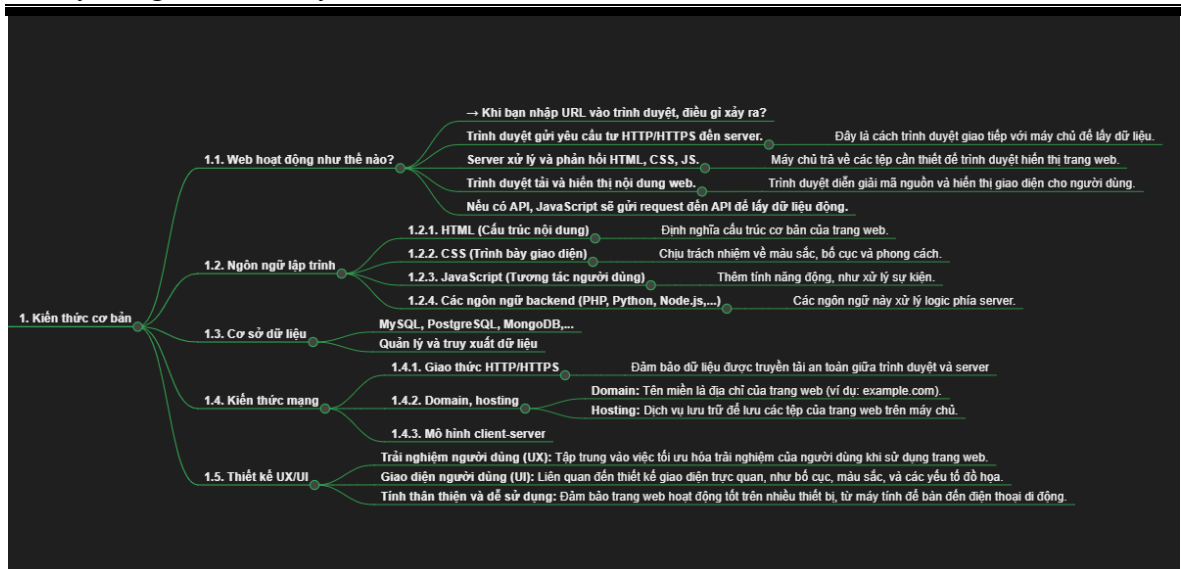 1. Kiến thức cơ bản
1.1. Web hoạt động như thế nào?
→ Khi bạn nhập URL vào trình duyệt, điều gì xảy ra?
Trình duyệt gửi yêu cầu tư HTTP/HTTPS đến server. Đây là cách trình duyệt giao tiếp với máy chủ để lấy dữ liệu.
Server xử lý và phản hồi HTML, CSS, JS. Máy chủ trả về các tệp cần thiết để trình duyệt hiển thị trang web.
Trình duyệt tải và hiển thị nội dung web. Trình duyệt diễn giải mã nguồn và hiển thị giao diện cho người dùng.
Nếu có API, JavaScript sẽ gửi request đến API để lấy dữ liệu động.
1.2. Ngôn ngữ lập trình
1.2.1. HTML (Cấu trúc nội dung) Định nghĩa cấu trúc cơ bản của trang web.
1.2.2. CSS (Trình bày giao diện) Chịu trách nhiệm về màu sắc, bố cục và phong cách.
1.2.3. JavaScript (Tương tác người dùng) Thêm tính năng động, như xử lý sự kiện.
1.2.4. Các ngôn ngữ backend (PHP, Python, Node.js,...) Các ngôn ngữ này xử lý logic phía server.
1.3. Cơ sở dữ liệu
MySQL, PostgreSQL, MongoDB,...
Quản lý và truy xuất dữ liệu
1.4. Kiến thức mạng
1.4.1. Giao thức HTTP/HTTPS Đảm bảo dữ liệu được truyền tải an toàn giữa trình duyệt và server
1.4.2. Domain, hosting
Domain: Tên miền là địa chỉ của trang web (ví dụ: example.com).
Hosting: Dịch vụ lưu trữ để lưu các tệp của trang web trên máy chủ.
1.4.3. Mô hình client-server
1.5. Thiết kế UX/UI
Trải nghiệm người dùng (UX): Tập trung vào việc tối ưu hóa trải nghiệm của người dùng khi sử dụng trang web.
Giao diện người dùng (UI): Liên quan đến thiết kế giao diện trực quan, như bố cục, màu sắc, và các yếu tố đồ họa.
Tính thân thiện và dễ sử dụng: Đảm bảo trang web hoạt động tốt trên nhiều thiết bị, từ máy tính để bàn đến điện thoại di động.